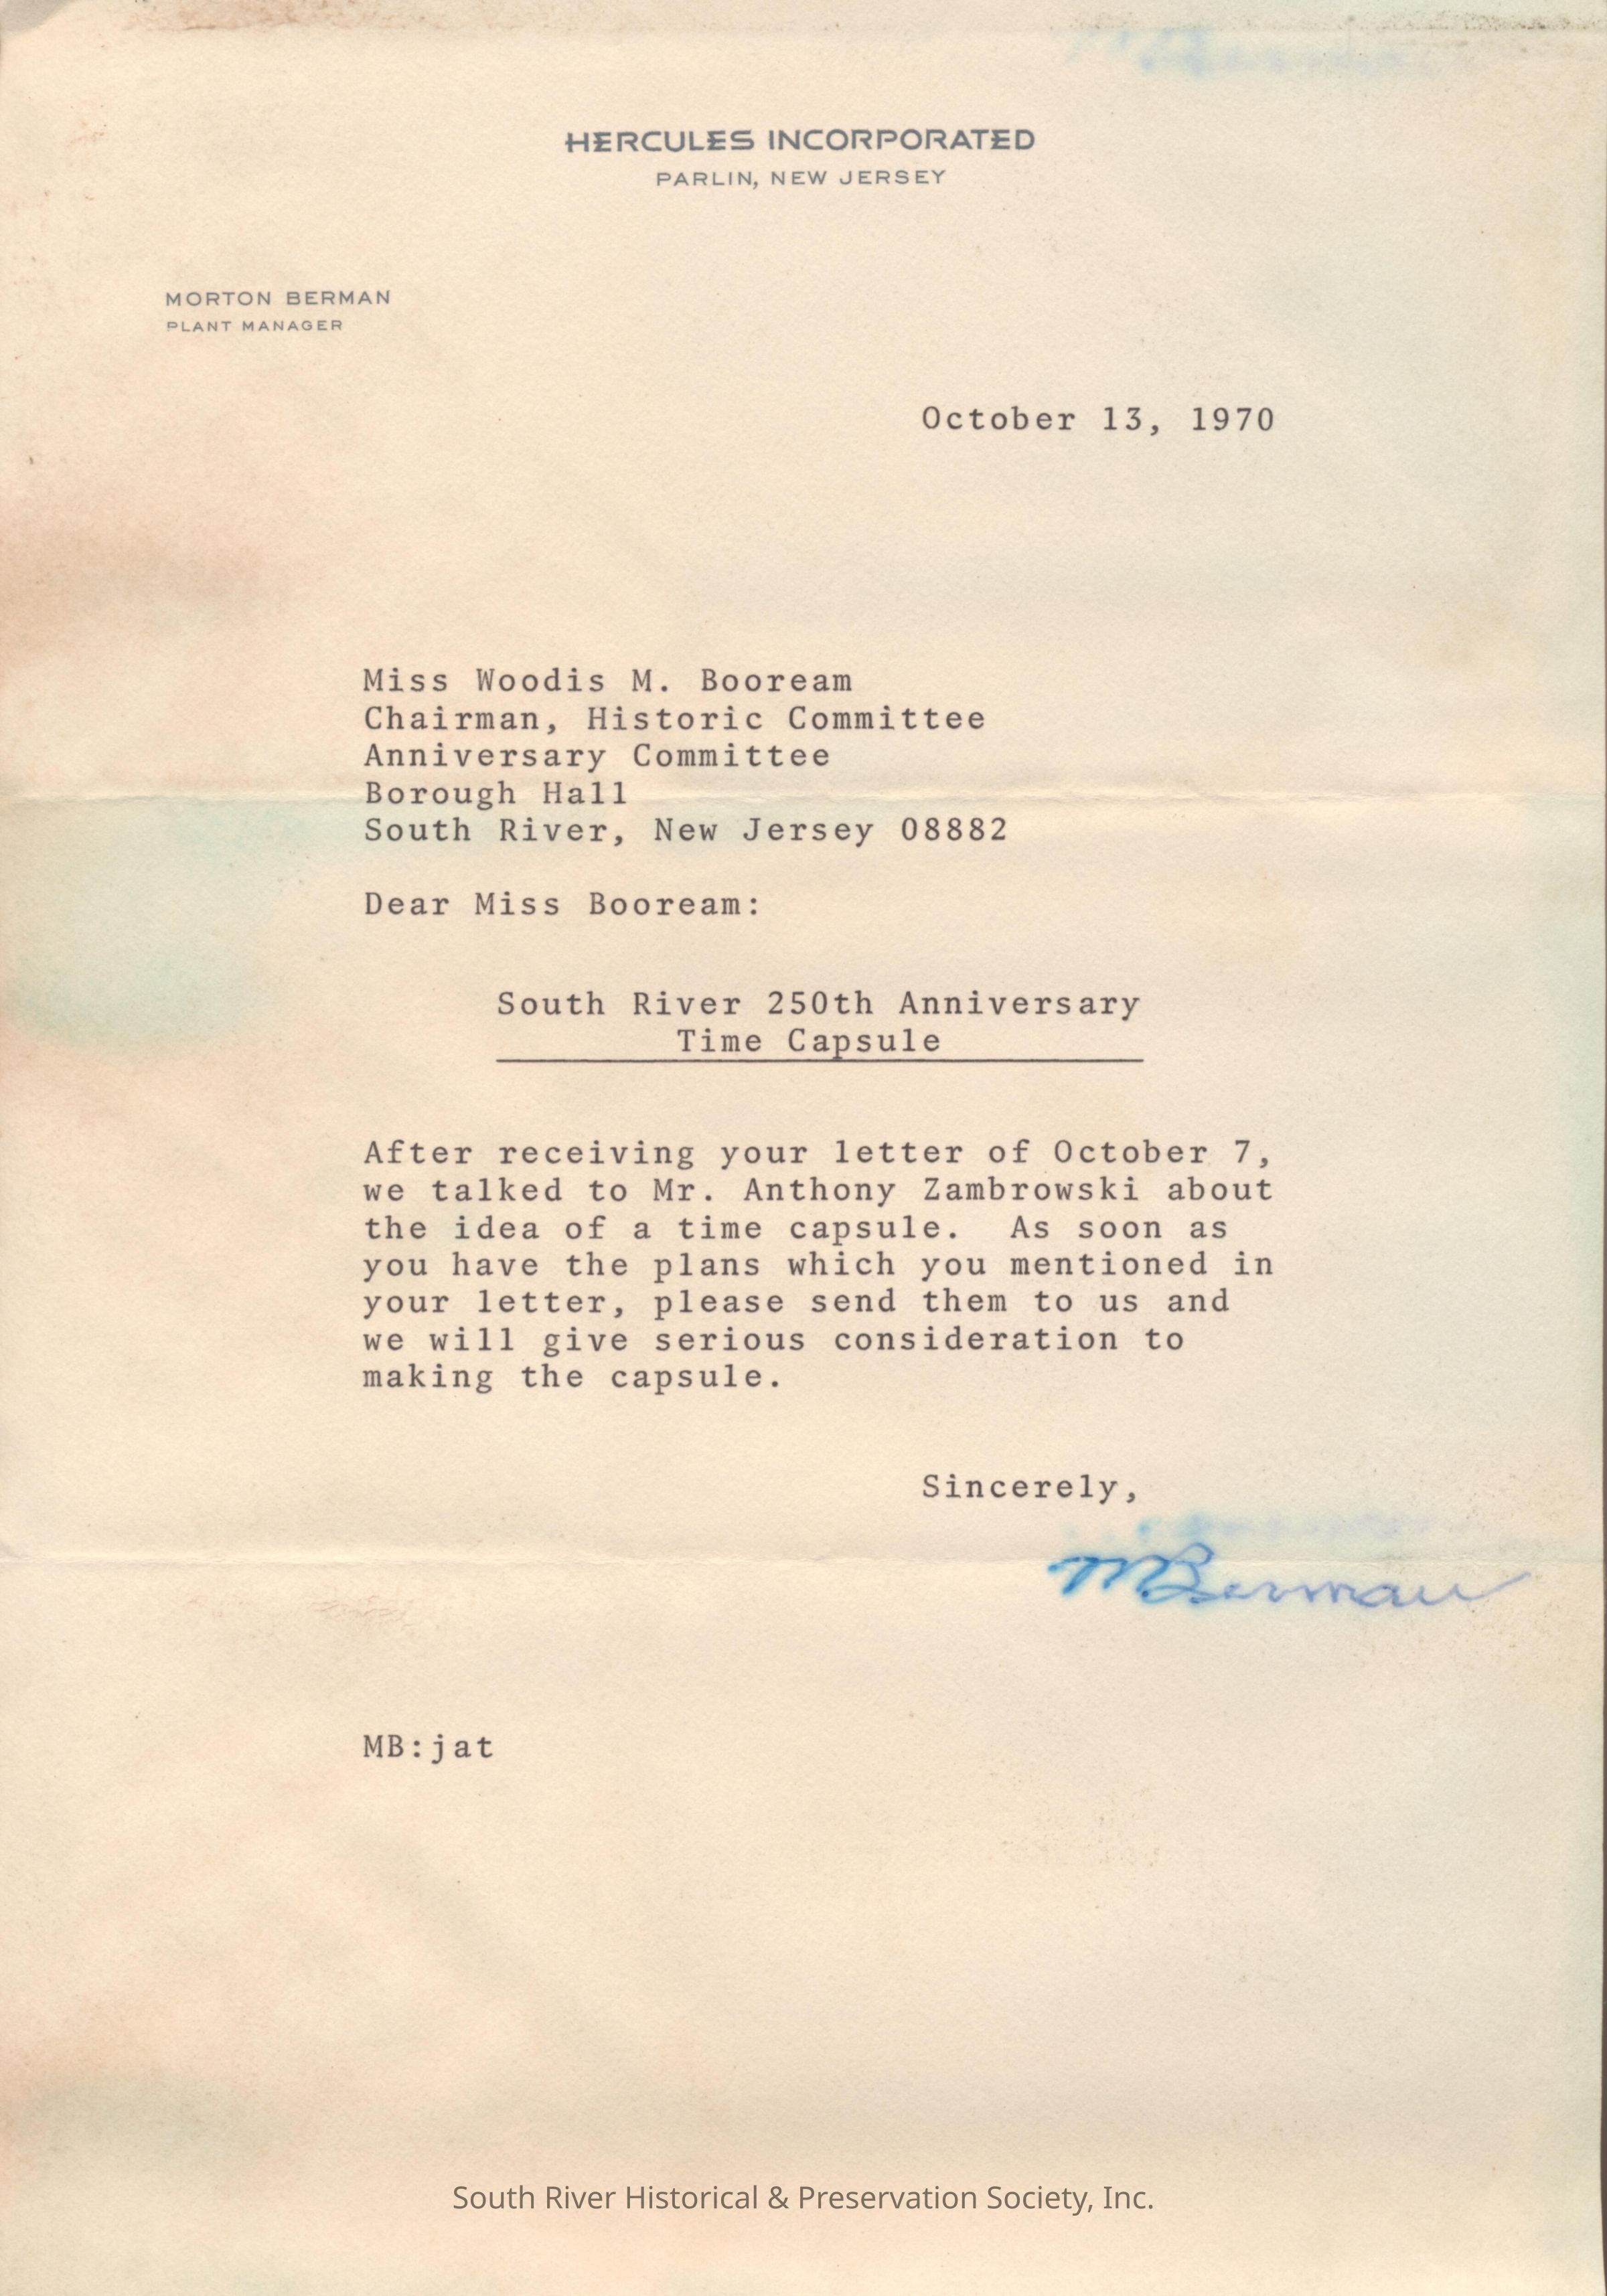 HERCULES INCORPORATED
PARLIN, NEW JERSEY
MORTON BERMAN
PLANT MANAGER
October 13, 1970
Miss Woodis M. Booream
Chairman, Historic Committee
Anniversary Committee
Borough Hall
South River, New Jersey 08882
Dear Miss Booream:
South River 250th Anniversary
Time Capsule
After receiving your letter of October 7,
we talked to Mr. Anthony Zambrowski about
the idea of a time capsule.  As soon as
you have the plans which you mentioned in
your letter, please send them to us and
we will give serious consideration to
making the capsule.
Sincerely,
MBerman
MB:jat
South River Historical & Preservation Society, Inc.